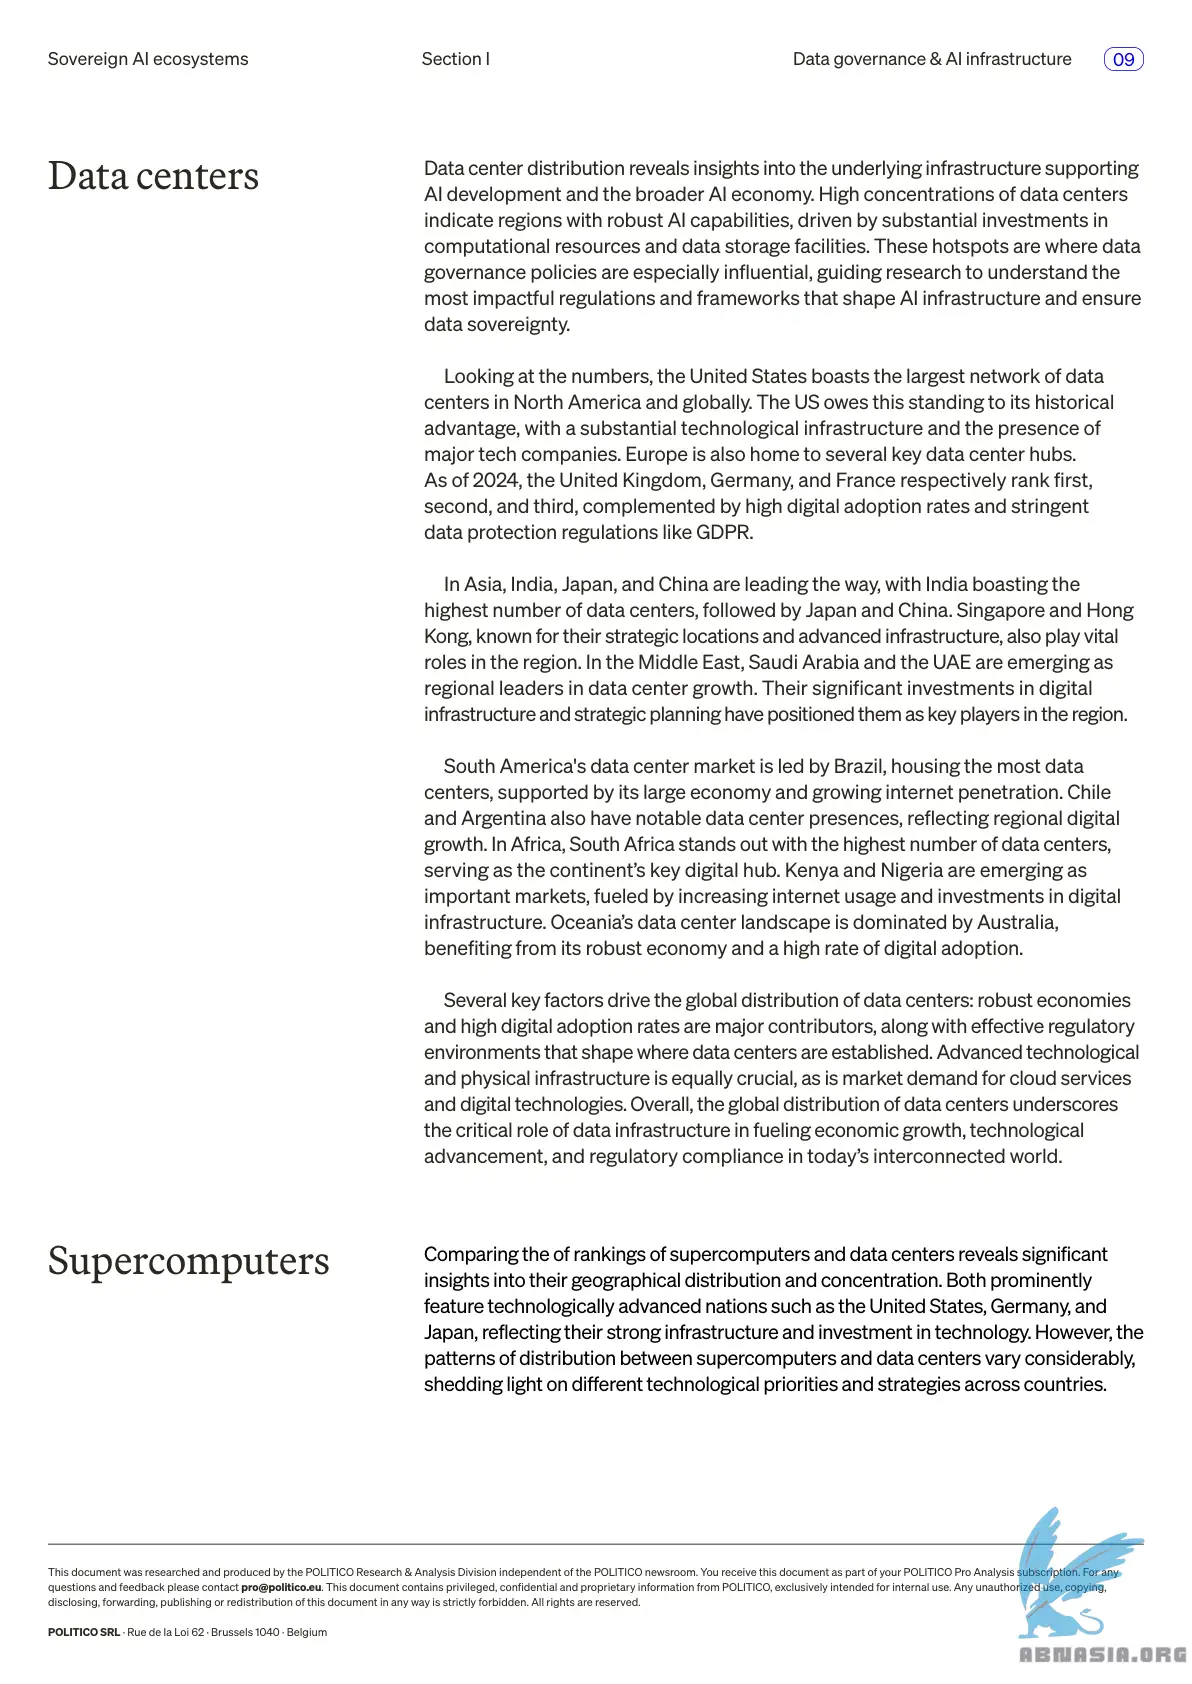 Sovereign AI ecosystems
Section I
Data governance & AI infrastructure
09
Data centers
Data center distribution reveals insights into the underlying infrastructure supporting
AI development and the broader AI economy. High concentrations of data centers
indicate regions with robust AI capabilities, driven by substantial investments in
computational resources and data storage facilities. These hotspots are where data
governance policies are especially influential, guiding research to understand the
most impactful regulations and frameworks that shape AI infrastructure and ensure
data sovereignty.
Looking at the numbers, the United States boasts the largest network of data
centers in North America and globally. The US owes this standing to its historical
advantage, with a substantial technological infrastructure and the presence of
major tech companies. Europe is also home to several key data center hubs.
As of 2024, the United Kingdom, Germany, and France respectively rank first,
second, and third, complemented by high digital adoption rates and stringent
data protection regulations like GDPR.
In Asia, India, Japan, and China are leading the way, with India boasting the
highest number of data centers, followed by Japan and China. Singapore and Hong
Kong, known for their strategic locations and advanced infrastructure, also play vital
roles in the region. In the Middle East, Saudi Arabia and the UAE are emerging as
regional leaders in data center growth. Their significant investments in digital
infrastructure and strategic planning have positioned them as key players in the region.
South America's data center market is led by Brazil, housing the most data
centers, supported by its large economy and growing internet penetration. Chile
and Argentina also have notable data center presences, reflecting regional digital
growth. In Africa, South Africa stands out with the highest number of data centers,
serving as the continent’s key digital hub. Kenya and Nigeria are emerging as
important markets, fueled by increasing internet usage and investments in digital
infrastructure. Oceania’s data center landscape is dominated by Australia,
benefiting from its robust economy and a high rate of digital adoption.
Several key factors drive the global distribution of data centers: robust economies
and high digital adoption rates are major contributors, along with effective regulatory
environments that shape where data centers are established. Advanced technological
and physical infrastructure is equally crucial, as is market demand for cloud services
and digital technologies. Overall, the global distribution of data centers underscores
the critical role of data infrastructure in fueling economic growth, technological
advancement, and regulatory compliance in today’s interconnected world.
Supercomputers
Comparing the of rankings of supercomputers and data centers reveals significant
insights into their geographical distribution and concentration. Both prominently
feature technologically advanced nations such as the United States, Germany, and
Japan, reflecting their strong infrastructure and investment in technology. However, the
patterns of distribution between supercomputers and data centers vary considerably,
shedding light on different technological priorities and strategies across countries.
This document was researched and produced by the POLITICO Research & Analysis Division independent of the POLITICO newsroom. You receive this document as part of your POLITICO Pro Analysis subscription. For any
questions and feedback please contact pro@politico.eu. This document contains privileged, confidential and proprietary information from POLITICO, exclusively intended for internal use. Any unauthorized use, copying,
disclosing, forwarding, publishing or redistribution of this document in any way is strictly forbidden. All rights are reserved.
POLITICO SRL · Rue de la Loi 62 · Brussels 1040 · Belgium
ABNASIA.ORG